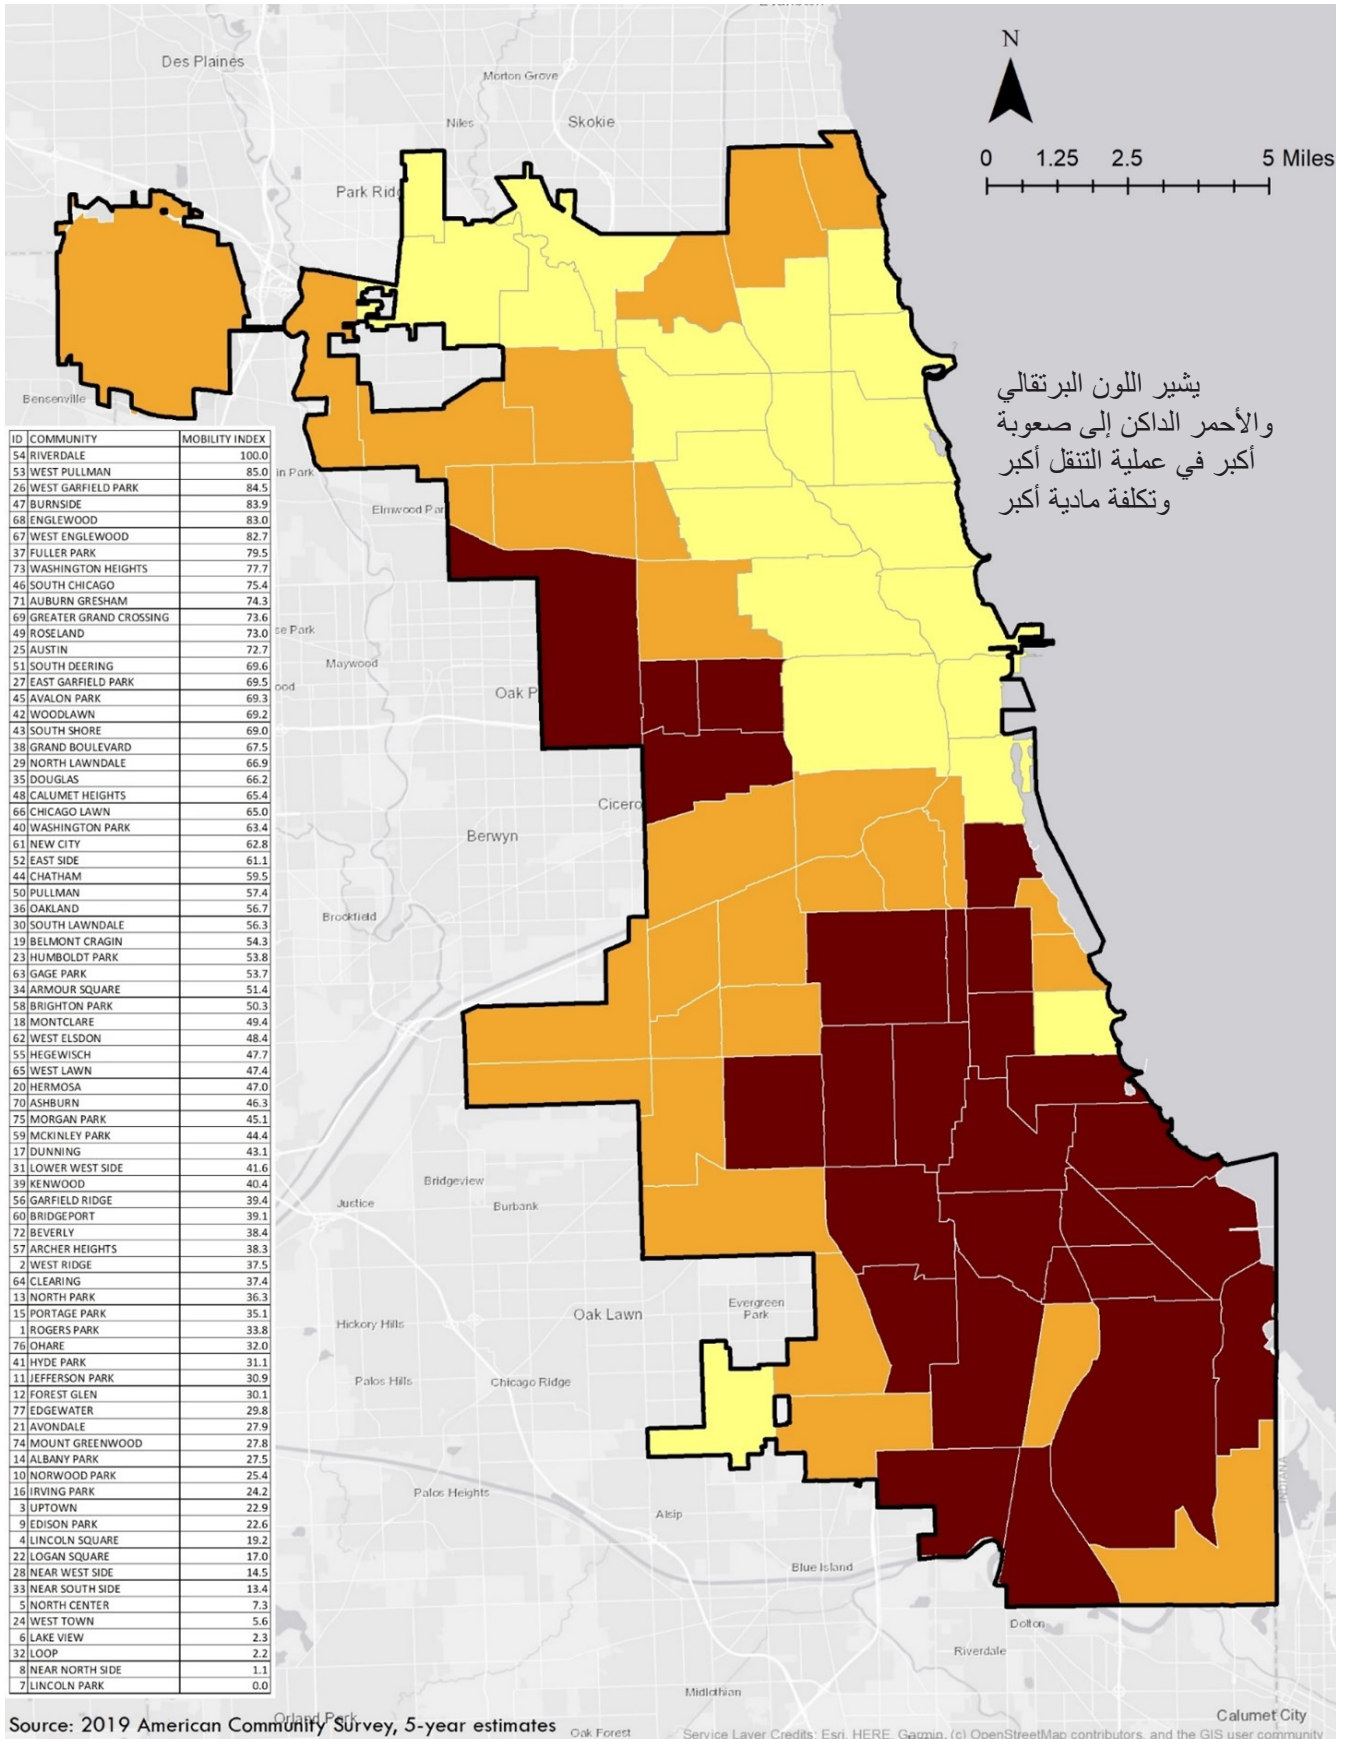 Evanston
Des Plaines
Morton Grove
Niles
Skokie
Park Rid
N
0 1.25 2.5 5 Miles
Bensenville
يشير اللون البرتقالي
والأحمر الداكن إلى صعوبة
أكبر في عملية التنقل أكبر
وتكلفة مادية أكبر
in Park
Elmwood Par
se Park
Maywood
ood
Oak P
Cicero
Berwyn
Brookfield
Bridgeview
Justice
Burbank
Hickory Hills
Oak Lawn
Evergreen
Park
Palos Hills
Chicago Ridge
Palos Heights
Alsip
Blue Island
INDIANA
Dolton
Riverdale
Midlothian
Orland Park
Oak Forest
Calumet City
ID COMMUNITY MOBILITY INDEX
54 RIVERDALE 100.0
53 WEST PULLMAN 85.0
26 WEST GARFIELD PARK 84.5
47 BURNSIDE 83.9
68 ENGLEWOOD 83.0
67 WEST ENGLEWOOD 82.7
37 FULLER PARK 79.5
73 WASHINGTON HEIGHTS 77.7
46 SOUTH CHICAGO 75.4
71 AUBURN GRESHAM 74.3
69 GREATER GRAND CROSSING 73.6
49 ROSELAND 73.0
25 AUSTIN 72.7
51 SOUTH DEERING 69.6
27 EAST GARFIELD PARK 69.5
45 AVALON PARK 69.3
42 WOODLAWN 69.2
43 SOUTH SHORE 69.0
38 GRAND BOULEVARD 67.5
29 NORTH LAWNDALE 66.9
35 DOUGLAS 66.2
48 CALUMET HEIGHTS 65.4
66 CHICAGO LAWN 65.0
40 WASHINGTON PARK 63.4
61 NEW CITY 62.8
52 EAST SIDE 61.1
44 CHATHAM 59.5
50 PULLMAN 57.4
36 OAKLAND 56.7
30 SOUTH LAWNDALE 56.3
19 BELMONT CRAGIN 54.3
23 HUMBOLDT PARK 53.8
63 GAGE PARK 53.7
34 ARMOUR SQUARE 51.4
58 BRIGHTON PARK 50.3
18 MONTCLARE 49.4
62 WEST ELSDON 48.4
55 HEGEWISCH 47.7
65 WEST LAWN 47.4
20 HERMOSA 47.0
70 ASHBURN 46.3
75 MORGAN PARK 45.1
59 MCKINLEY PARK 44.4
17 DUNNING 43.1
31 LOWER WEST SIDE 41.6
39 KENWOOD 40.4
56 GARFIELD RIDGE 39.4
60 BRIDGEPORT 39.1
72 BEVERLY 38.4
57 ARCHER HEIGHTS 38.3
2 WEST RIDGE 37.5
64 CLEARING 37.4
13 NORTH PARK 36.3
15 PORTAGE PARK 35.1
1 ROGERS PARK 33.8
76 OHARE 32.0
41 HYDE PARK 31.1
11 JEFFERSON PARK 30.9
12 FOREST GLEN 30.1
77 EDGEWATER 29.8
21 AVONDALE 27.9
74 MOUNT GREENWOOD 27.8
14 ALBANY PARK 27.5
10 NORWOOD PARK 25.4
16 IRVING PARK 24.2
3 UPTOWN 22.9
9 EDISON PARK 22.6
4 LINCOLN SQUARE 19.2
22 LOGAN SQUARE 17.0
28 NEAR WEST SIDE 14.5
33 NEAR SOUTH SIDE 13.4
5 NORTH CENTER 7.3
24 WEST TOWN 5.6
6 LAKE VIEW 2.3
32 LOOP 2.2
8 NEAR NORTH SIDE 1.1
7 LINCOLN PARK 0.0
Source: 2019 American Community Survey, 5-year estimates
Service Layer Credits: Esri, HERE, Garmin, (c) OpenStreetMap contributors, and the GIS user community